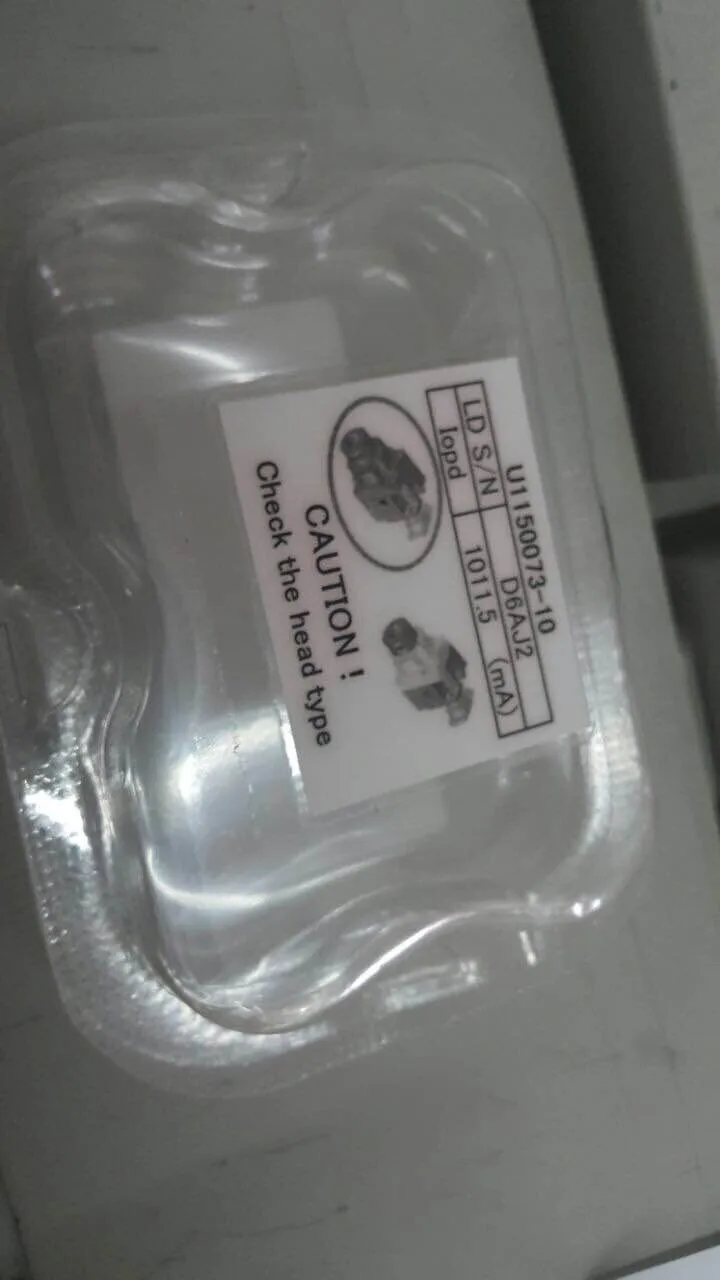 U1150073-10
LD S/N D6AJ2
Iopd 1011.5 (mA)
CAUTION !
Check the head type